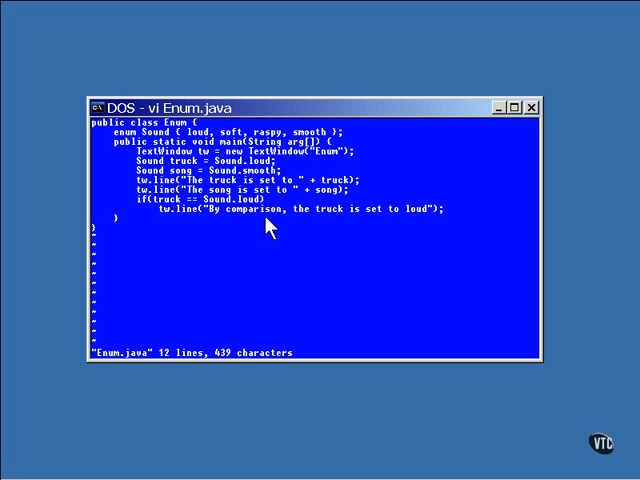 DOS - vi Enum.java
public class Enum {
    enum Sound { loud, soft, raspy, smooth };
    public static void main(String arg[]) {
        TextWindow tw = new TextWindow("Enum");
        Sound truck = Sound.loud;
        Sound song = Sound.smooth;
        tw.line("The truck is set to " + truck);
        tw.line("The song is set to " + song);
        if(truck == Sound.loud)
            tw.line("By comparison, the truck is set to loud");
    }
}
~
~
~
~
~
~
~
~
~
~
~
~
"Enum.java" 12 lines, 439 characters
VTC